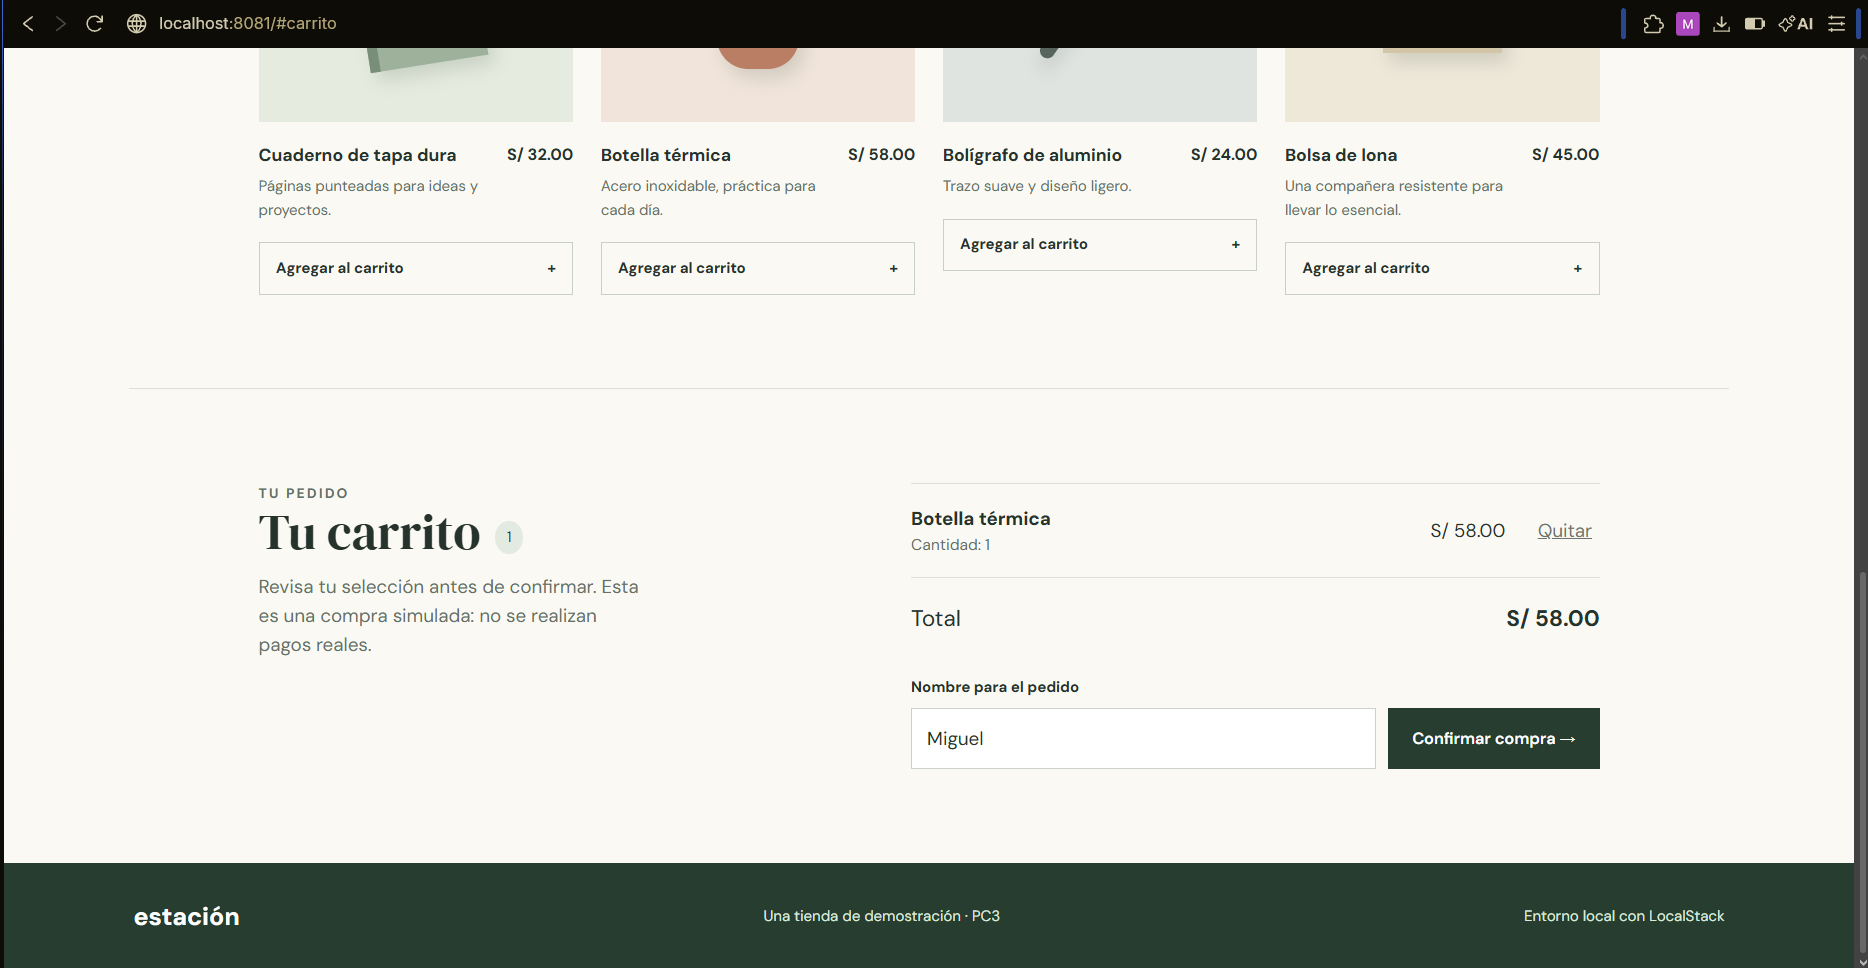 localhost:8081/#carrito
M
AI
Cuaderno de tapa dura S/ 32.00
Páginas punteadas para ideas y
proyectos.
Agregar al carrito +
Botella térmica S/ 58.00
Acero inoxidable, práctica para
cada día.
Agregar al carrito +
Bolígrafo de aluminio S/ 24.00
Trazo suave y diseño ligero.
Agregar al carrito +
Bolsa de lona S/ 45.00
Una compañera resistente para
llevar lo esencial.
Agregar al carrito +
TU PEDIDO
Tu carrito 1
Revisa tu selección antes de confirmar. Esta
es una compra simulada: no se realizan
pagos reales.
Botella térmica
Cantidad: 1
S/ 58.00 Quitar
Total S/ 58.00
Nombre para el pedido
Miguel
Confirmar compra →
estación
Una tienda de demostración · PC3
Entorno local con LocalStack